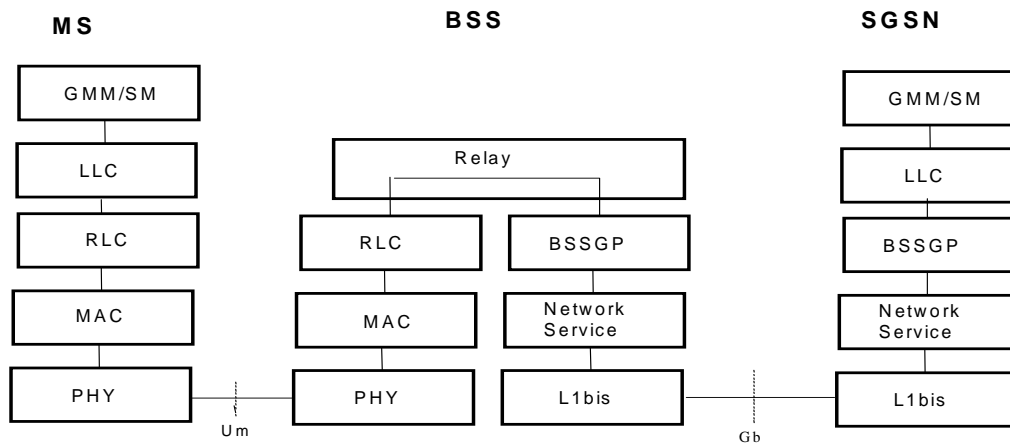 MS
BSS
SGSN
GMM/SM
GMM/SM
Relay
LLC
LLC
RLC
RLC
BSSGP
BSSGP
MAC
MAC
Network
Service
Network
Service
PHY
PHY
L1bis
L1bis
Um
Gb